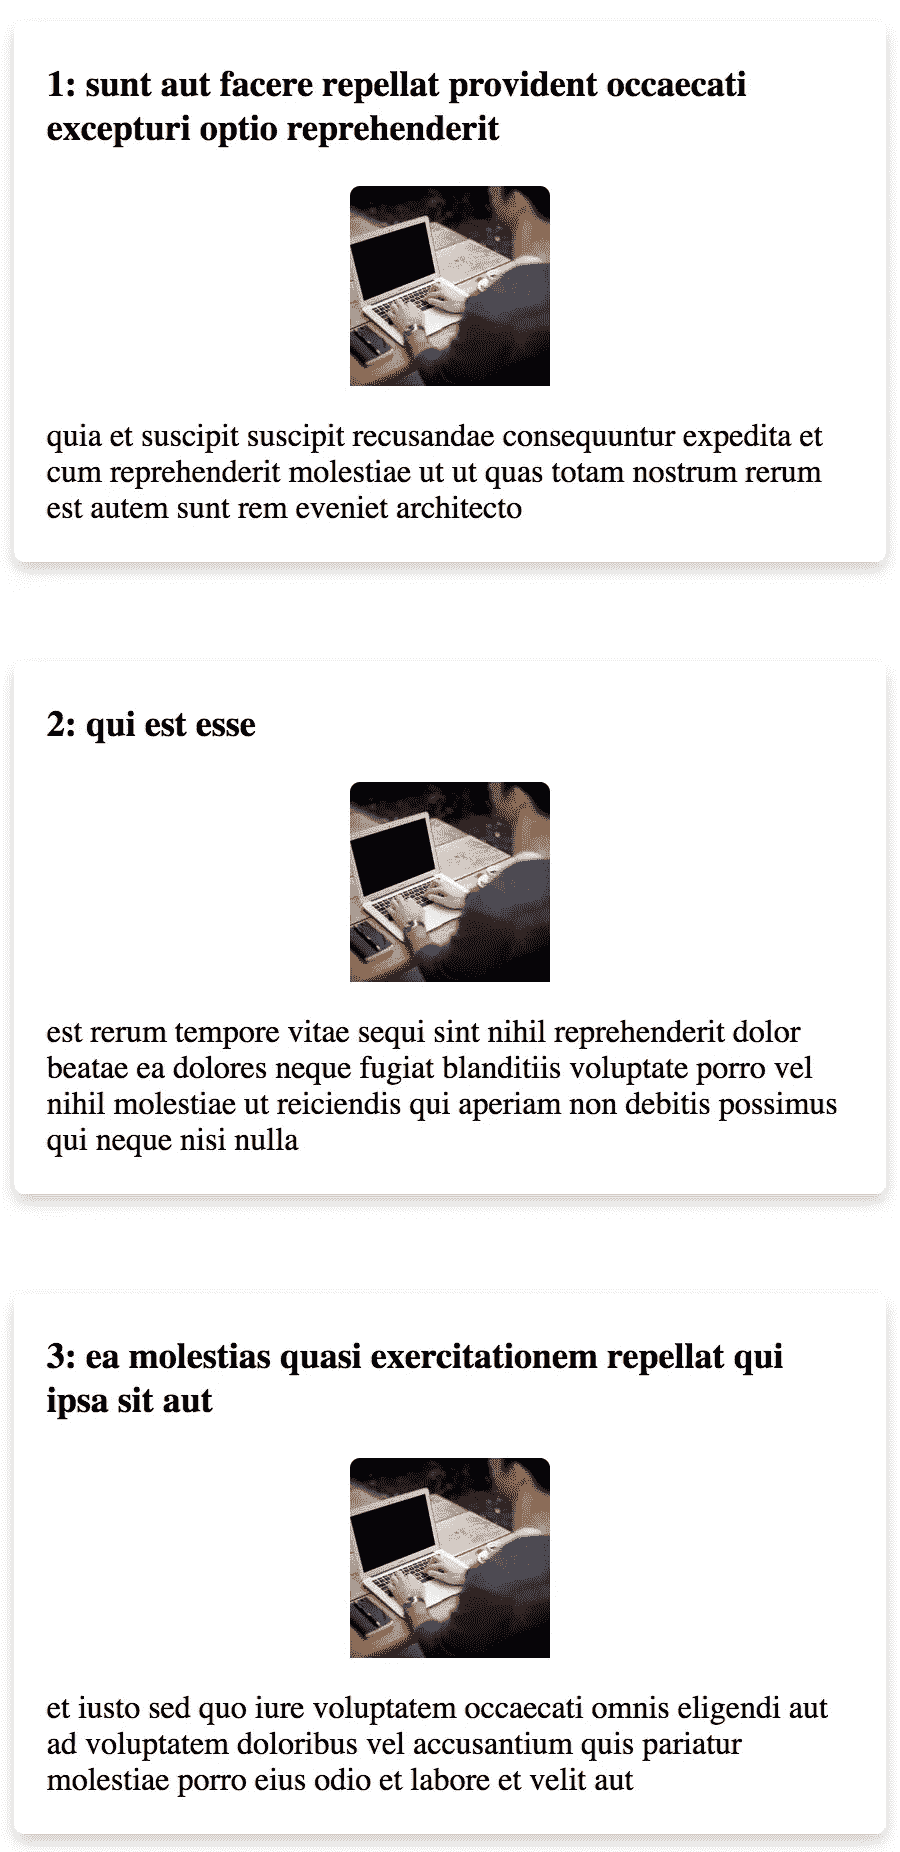 1: sunt aut facere repellat provident occaecati
excepturi optio reprehenderit
quia et suscipit suscipit recusandae consequuntur expedita et
cum reprehenderit molestiae ut ut quas totam nostrum rerum
est autem sunt rem eveniet architecto
2: qui est esse
est rerum tempore vitae sequi sint nihil reprehenderit dolor
beatae ea dolores neque fugiat blanditiis voluptate porro vel
nihil molestiae ut reiciendis qui aperiam non debitis possimus
qui neque nisi nulla
3: ea molestias quasi exercitationem repellat qui
ipsa sit aut
et iusto sed quo iure voluptatem occaecati omnis eligendi aut
ad voluptatem doloribus vel accusantium quis pariatur
molestiae porro eius odio et labore et velit aut